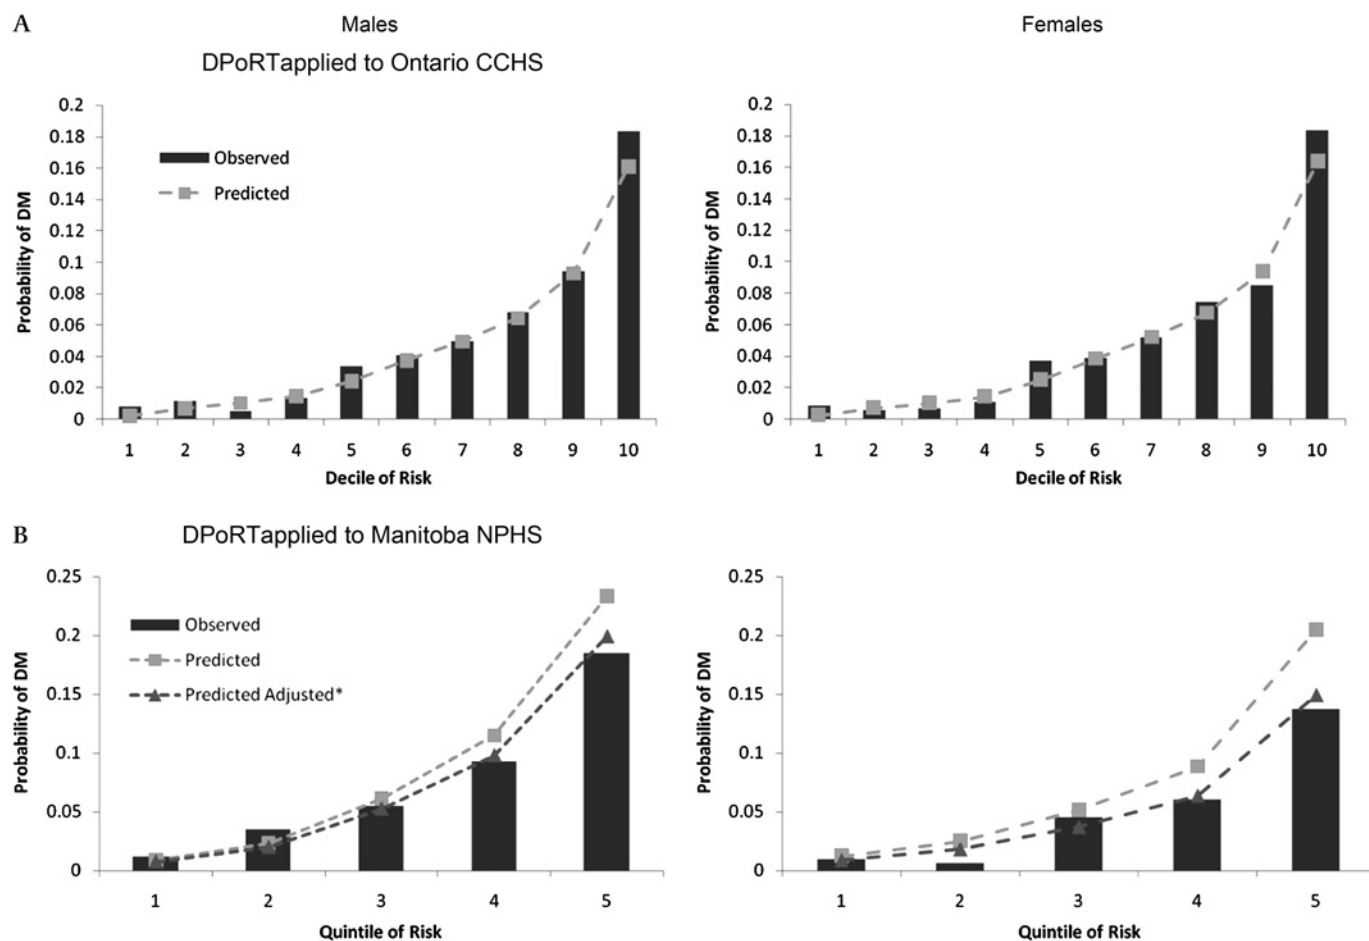 A
Males
Females
DPoRTapplied to Ontario CCHS
Probability of DM
0.2
0.18
0.16
0.14
0.12
0.1
0.08
0.06
0.04
0.02
0
Observed
Predicted
1 2 3 4 5 6 7 8 9 10
Decile of Risk
Probability of DM
0.2
0.18
0.16
0.14
0.12
0.1
0.08
0.06
0.04
0.02
0
1 2 3 4 5 6 7 8 9 10
Decile of Risk
B
DPoRTapplied to Manitoba NPHS
Probability of DM
0.25
0.2
0.15
0.1
0.05
0
Observed
Predicted
Predicted Adjusted*
1 2 3 4 5
Quintile of Risk
Probability of DM
0.25
0.2
0.15
0.1
0.05
0
1 2 3 4 5
Quintile of Risk